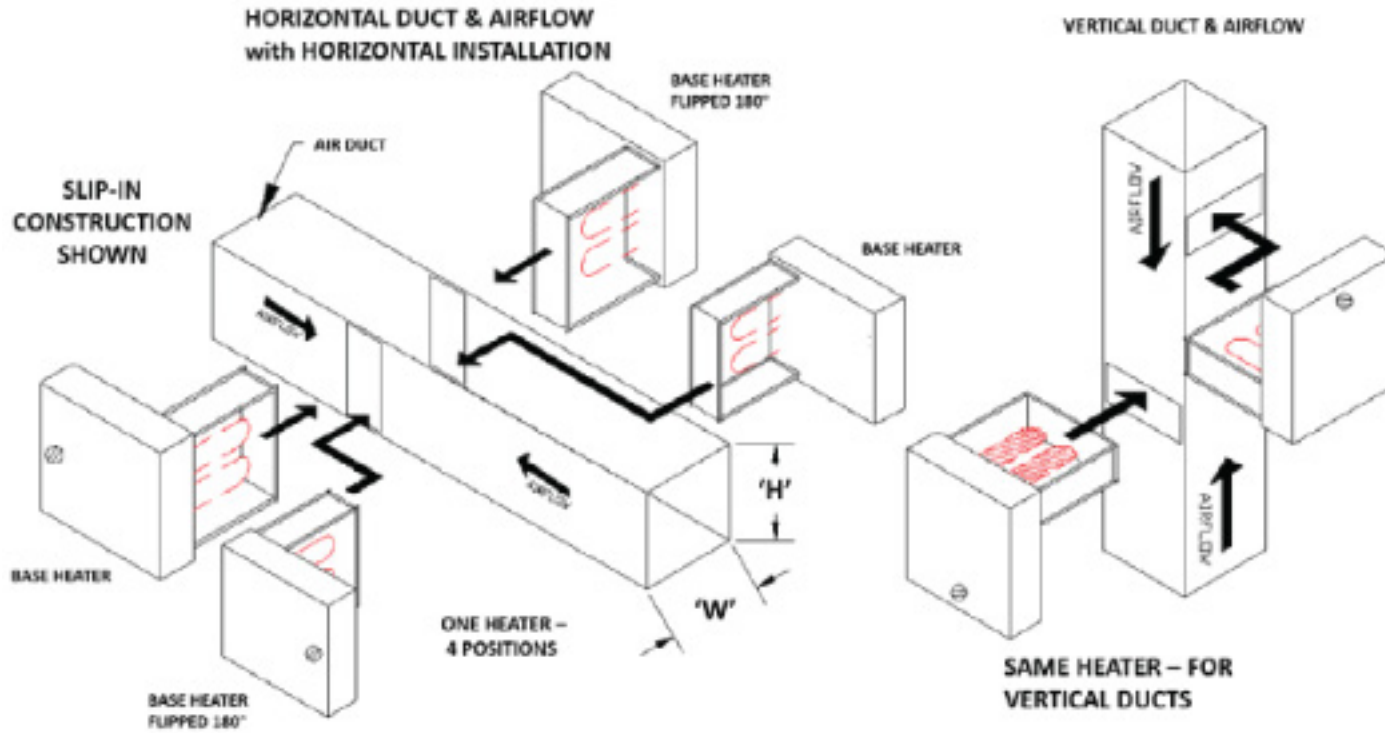 HORIZONTAL DUCT & AIRFLOW
with HORIZONTAL INSTALLATION
VERTICAL DUCT & AIRFLOW
BASE HEATER
FLIPPED 180°
AIR DUCT
SLIP-IN
CONSTRUCTION
SHOWN
BASE HEATER
AIRFLOW
AIRFLOW
AIRFLOW
'H'
AIRFLOW
BASE HEATER
'W'
ONE HEATER –
4 POSITIONS
SAME HEATER – FOR
VERTICAL DUCTS
BASE HEATER
FLIPPED 180°